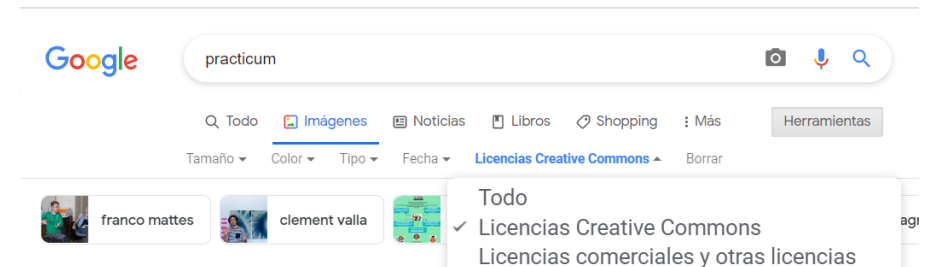 Google practicum
Todo Imágenes Noticias Libros Shopping Más Herramientas
Tamaño Color Tipo Fecha Licencias Creative Commons Borrar
franco mattes clement valla
Todo
Licencias Creative Commons
Licencias comerciales y otras licencias